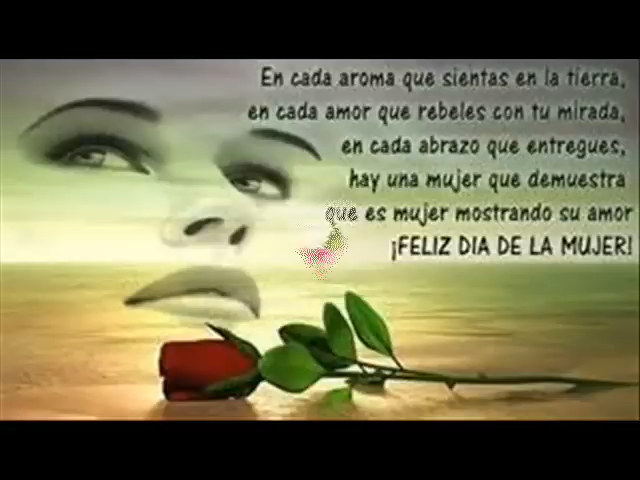 En cada aroma que sientas en la tierra,
en cada amor que rebeles con tu mirada,
en cada abrazo que entregues,
hay una mujer que demuestra
que es mujer mostrando su amor
¡FELIZ DIA DE LA MUJER!